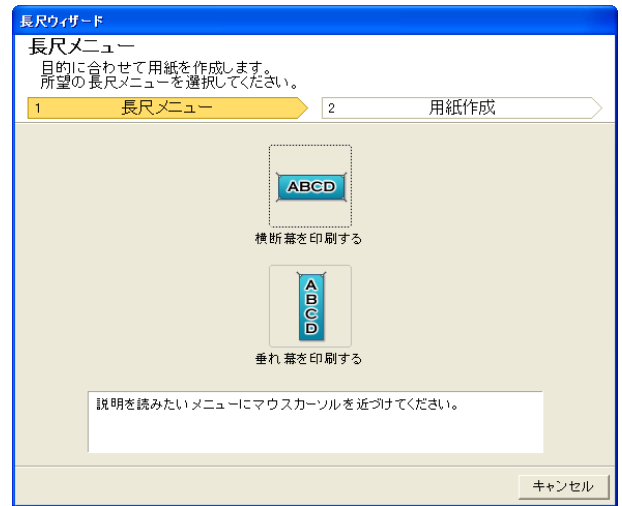 長尺ウィザード
長尺メニュー
目的に合わせて用紙を作成します。
所望の長尺メニューを選択してください。
1 長尺メニュー 2 用紙作成
ABCD
横断幕を印刷する
A
B
C
D
垂れ幕を印刷する
説明を読みたいメニューにマウスカーソルを近づけてください。
キャンセル